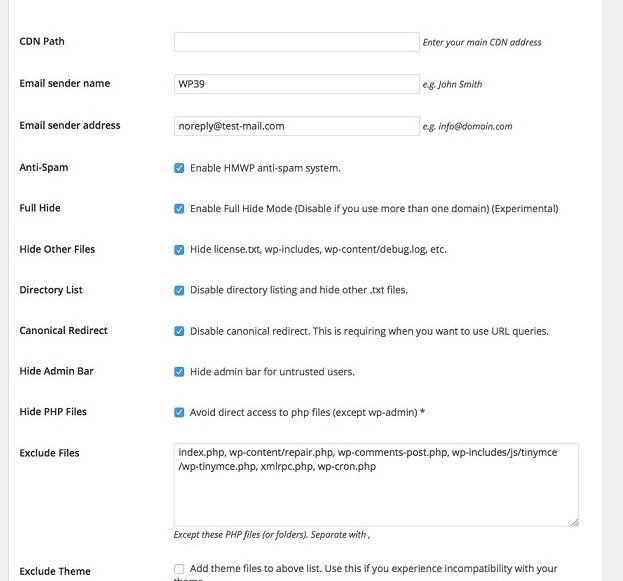 CDN Path
Enter your main CDN address
Email sender name
WP39
e.g. John Smith
Email sender address
noreply@test-mail.com
e.g. info@domain.com
Anti-Spam
Enable HMWP anti-spam system.
Full Hide
Enable Full Hide Mode (Disable if you use more than one domain) (Experimental)
Hide Other Files
Hide license.txt, wp-includes, wp-content/debug.log, etc.
Directory List
Disable directory listing and hide other .txt files.
Canonical Redirect
Disable canonical redirect. This is requiring when you want to use URL queries.
Hide Admin Bar
Hide admin bar for untrusted users.
Hide PHP Files
Avoid direct access to php files (except wp-admin) *
Exclude Files
index.php, wp-content/repair.php, wp-comments-post.php, wp-includes/js/tinymce
/wp-tinymce.php, xmlrpc.php, wp-cron.php
Except these PHP files (or folders). Separate with ,
Exclude Theme
Add theme files to above list. Use this if you experience incompatibility with your